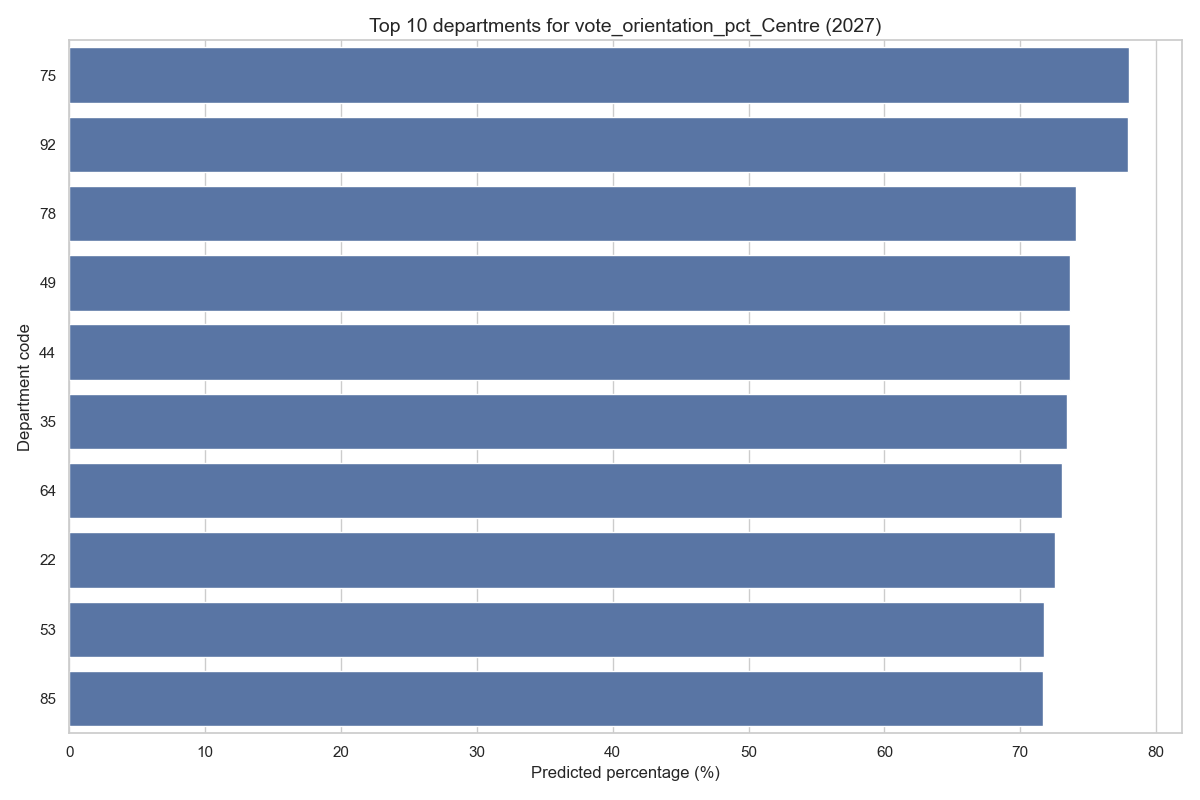 Top 10 departments for vote_orientation_pct_Centre (2027)
Department code
75
92
78
49
44
35
64
22
53
85
0 10 20 30 40 50 60 70 80
Predicted percentage (%)